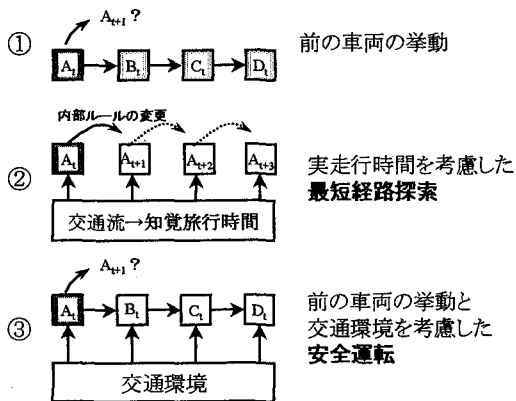 A_{t+1} ?
① A_t B_t C_t D_t 前の車両の挙動
内部ルールの変更
② A_t A_{t+1} A_{t+2} A_{t+3} 実走行時間を考慮した
最短経路探索
交通流→知覚旅行時間
A_{t+1} ?
③ A_t B_t C_t D_t 前の車両の挙動と
交通環境を考慮した
安全運転
交通環境